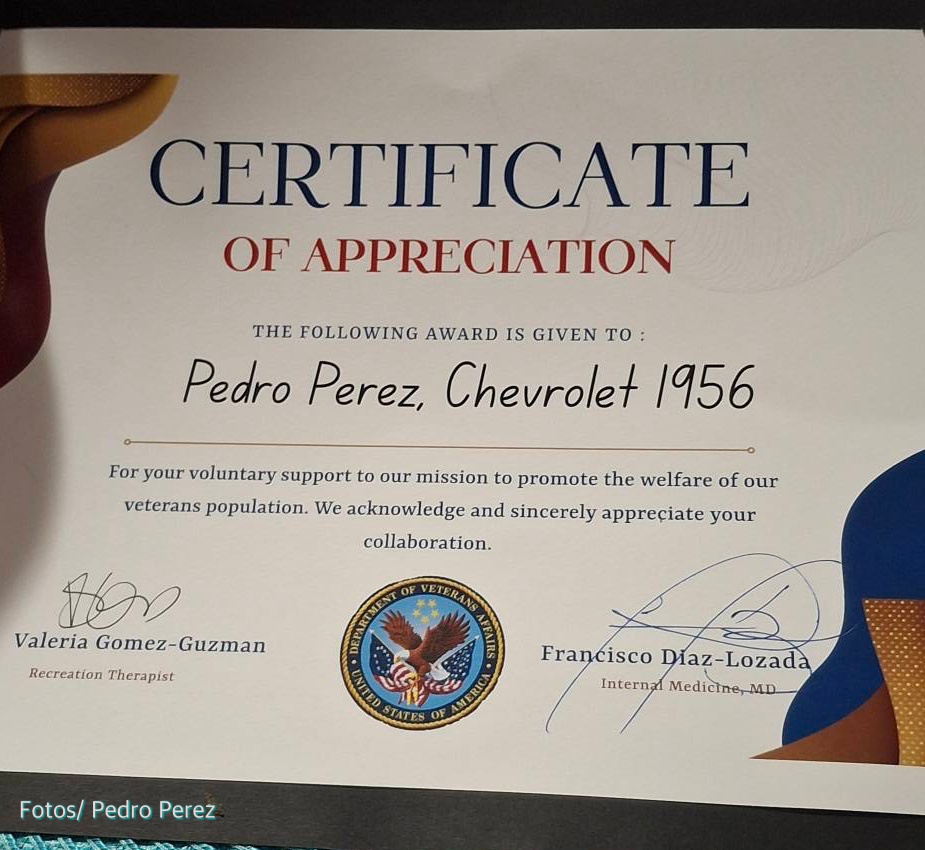 CERTIFICATE
OF APPRECIATION
THE FOLLOWING AWARD IS GIVEN TO :
Pedro Perez, Chevrolet 1956
For your voluntary support to our mission to promote the welfare of our
veterans population. We acknowledge and sincerely appreciate your
collaboration.
Valeria Gomez-Guzman
Recreation Therapist
DEPARTMENT OF VETERANS AFFAIRS
UNITED STATES OF AMERICA
Francisco Diaz-Lozada
Internal Medicine, MD
Fotos/ Pedro Perez